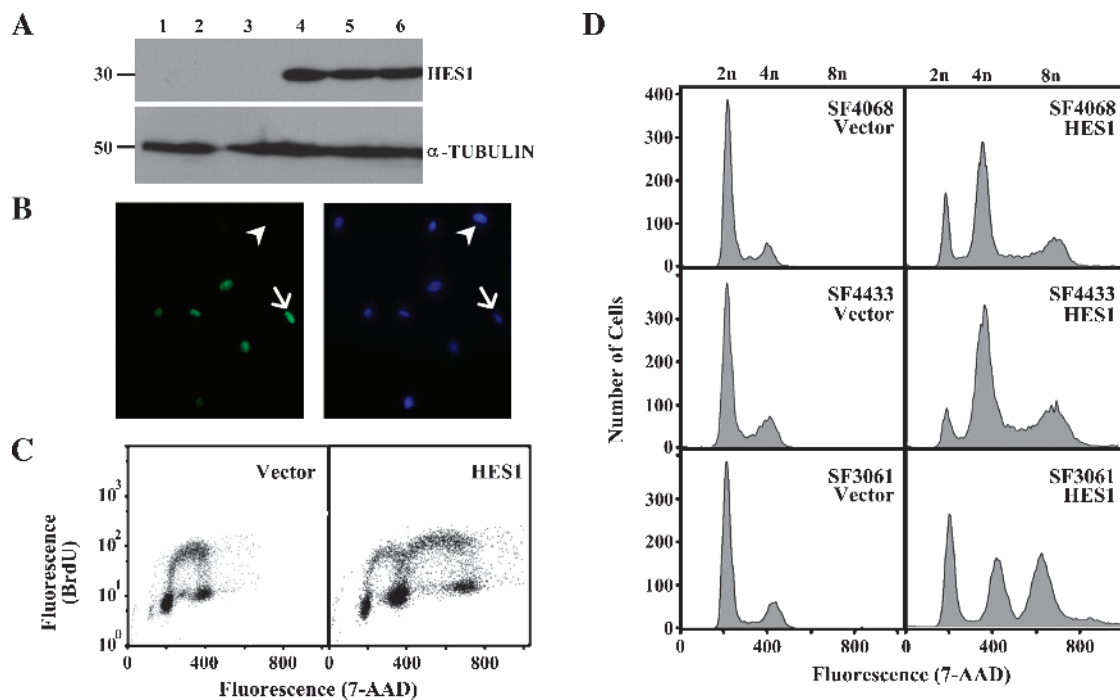 A
1 2 3 4 5 6
30
HES1
50
α-TUBULIN
B
C
Vector
HES1
Fluorescence
(BrdU)
10³
10²
10¹
10⁰
0 400 800 0 400 800
Fluorescence (7-AAD)
D
2n 4n 8n 2n 4n 8n
SF4068
Vector
SF4068
HES1
400
300
200
100
0
SF4433
Vector
SF4433
HES1
300
200
100
0
SF3061
Vector
SF3061
HES1
300
200
100
0
Number of Cells
0 400 800 0 400 800
Fluorescence (7-AAD)